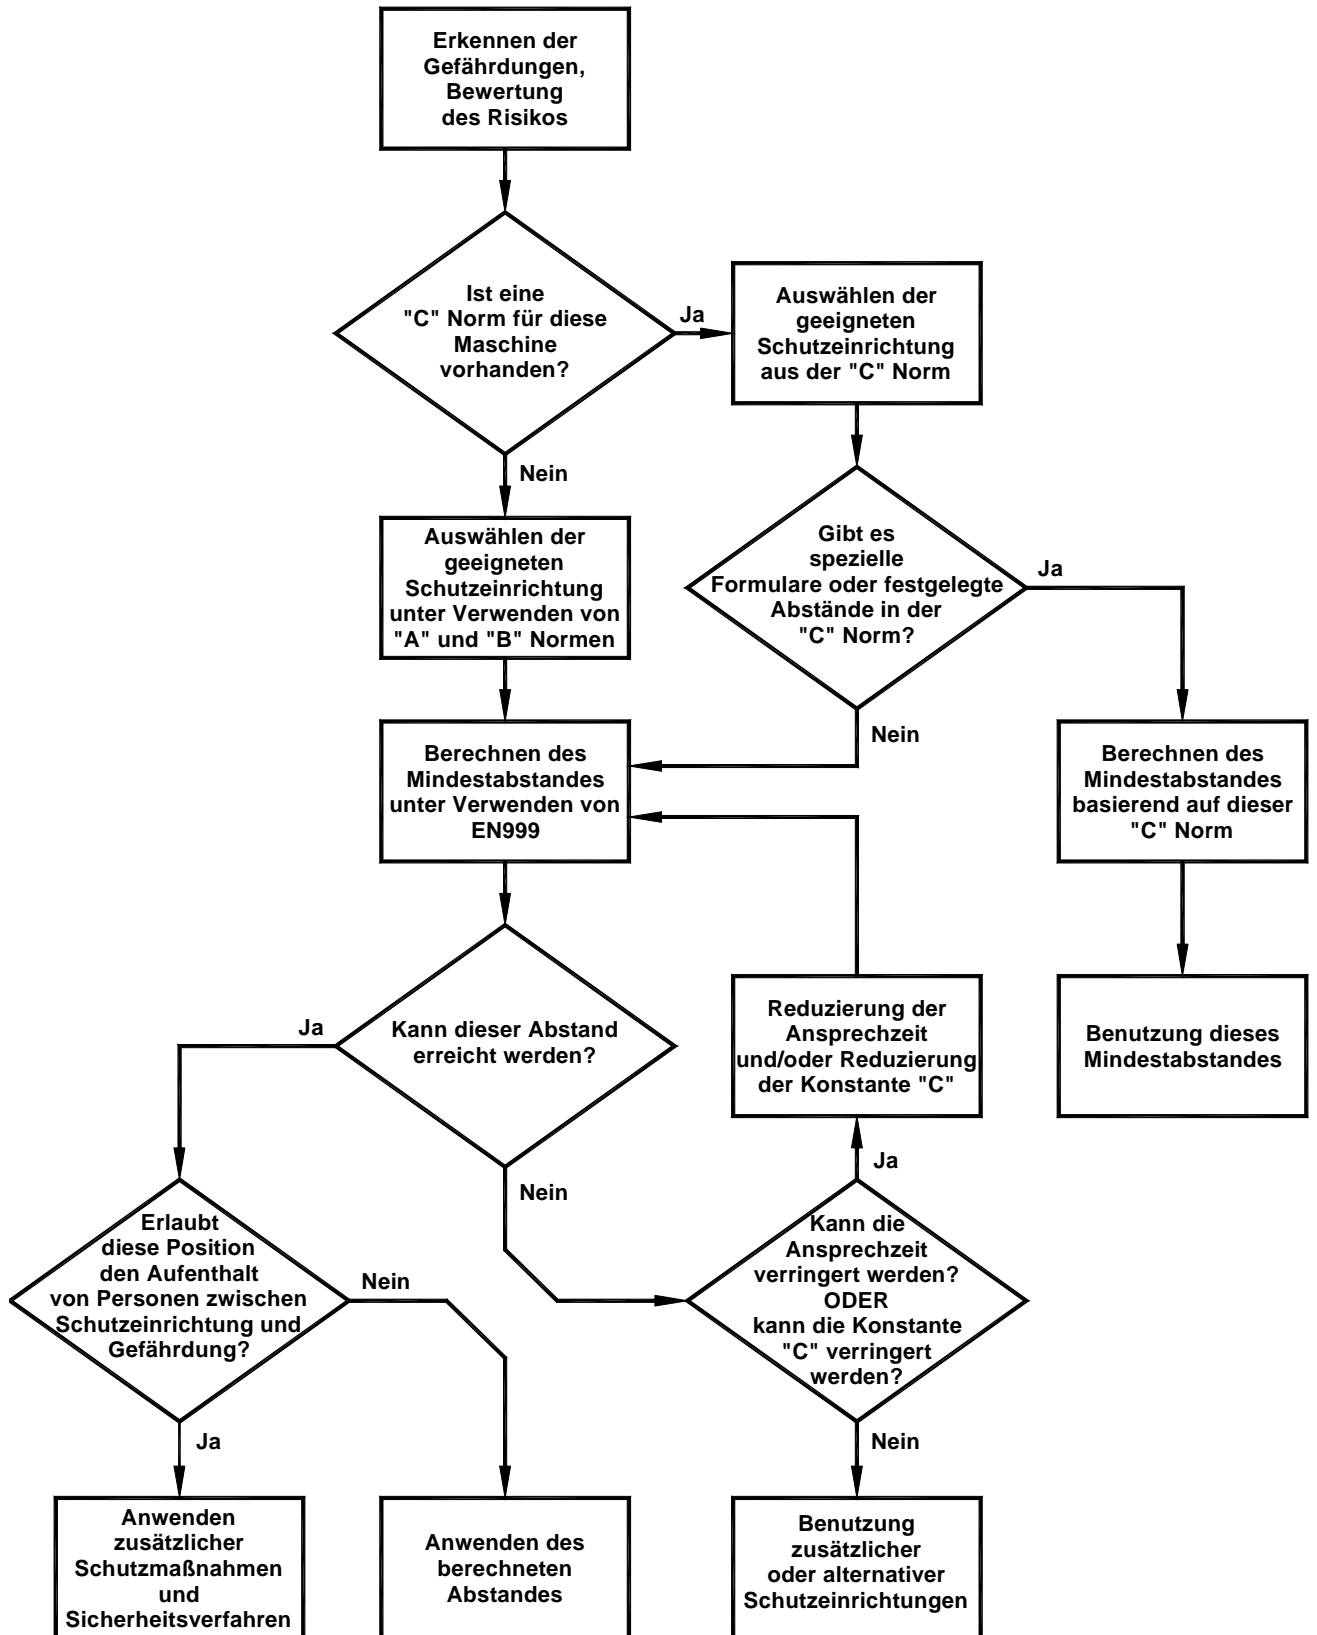 Erkennen der
Gefährdungen,
Bewertung
des Risikos
Ist eine
"C" Norm für diese
Maschine
vorhanden?
Ja
Auswählen der
geeigneten
Schutzeinrichtung
aus der "C" Norm
Nein
Auswählen der
geeigneten
Schutzeinrichtung
unter Verwenden von
"A" und "B" Normen
Gibt es
spezielle
Formulare oder festgelegte
Abstände in der
"C" Norm?
Ja
Nein
Berechnen des
Mindestabstandes
unter Verwenden von
EN999
Berechnen des
Mindestabstandes
basierend auf dieser
"C" Norm
Kann dieser Abstand
erreicht werden?
Ja
Reduzierung der
Ansprechzeit
und/oder Reduzierung
der Konstante "C"
Benutzung dieses
Mindestabstandes
Nein
Ja
Erlaubt
diese Position
den Aufenthalt
von Personen zwischen
Schutzeinrichtung und
Gefährdung?
Nein
Kann die
Ansprechzeit
verringert werden?
ODER
kann die Konstante
"C" verringert
werden?
Ja
Nein
Anwenden
zusätzlicher
Schutzmaßnahmen
und
Sicherheitsverfahren
Anwenden des
berechneten
Abstandes
Benutzung
zusätzlicher
oder alternativer
Schutzeinrichtungen